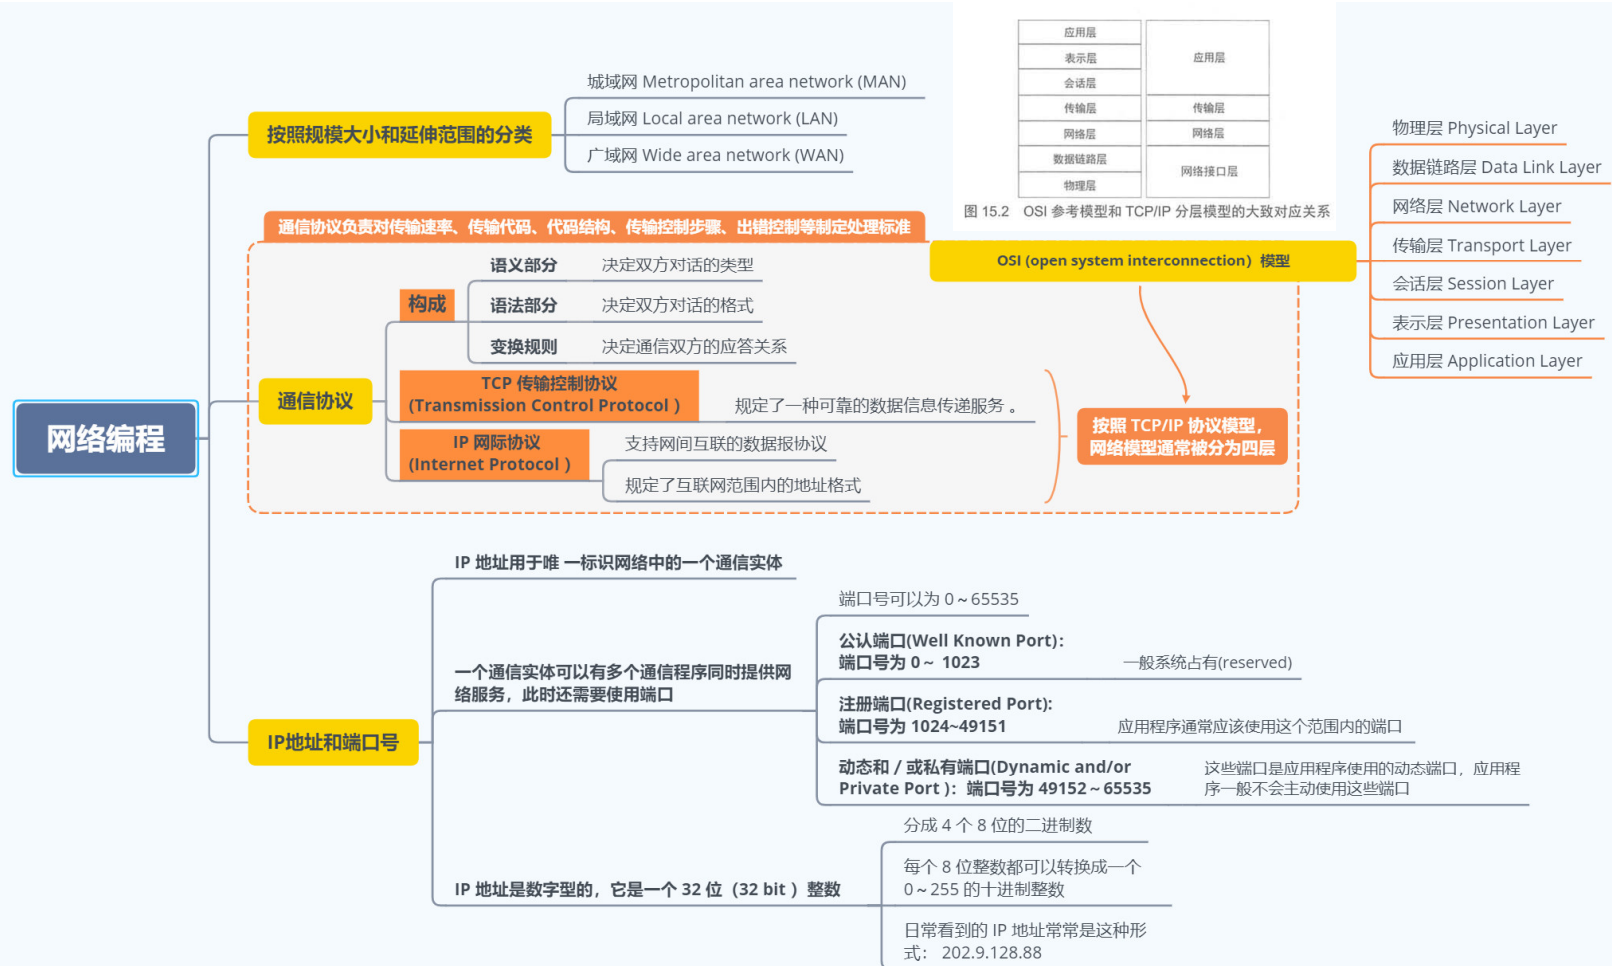 网络编程
按照规模大小和延伸范围的分类
城域网 Metropolitan area network (MAN)
局域网 Local area network (LAN)
广域网 Wide area network (WAN)
应用层
表示层
会话层
传输层
网络层
数据链路层
物理层
应用层
传输层
网络层
网络接口层
图 15.2 OSI 参考模型和 TCP/IP 分层模型的大致对应关系
通信协议负责对传输速率、传输代码、代码结构、传输控制步骤、出错控制等制定处理标准
OSI (open system interconnection) 模型
物理层 Physical Layer
数据链路层 Data Link Layer
网络层 Network Layer
传输层 Transport Layer
会话层 Session Layer
表示层 Presentation Layer
应用层 Application Layer
通信协议
构成
语义部分 决定双方对话的类型
语法部分 决定双方对话的格式
变换规则 决定通信双方的应答关系
TCP 传输控制协议
(Transmission Control Protocol )
规定了一种可靠的数据信息传递服务 。
IP 网际协议
(Internet Protocol )
支持网间互联的数据报协议
规定了互联网范围内的地址格式
按照 TCP/IP 协议模型,
网络模型通常被分为四层
IP地址和端口号
IP 地址用于唯 一标识网络中的一个通信实体
一个通信实体可以有多个通信程序同时提供网
络服务，此时还需要使用端口
端口号可以为 0 ~ 65535
公认端口(Well Known Port)：
端口号为 0 ~ 1023
一般系统占有(reserved)
注册端口(Registered Port):
端口号为 1024~49151
应用程序通常应该使用这个范围内的端口
动态和 / 或私有端口(Dynamic and/or
Private Port )：端口号为 49152 ~ 65535
这些端口是应用程序使用的动态端口，应用程
序一般不会主动使用这些端口
IP 地址是数字型的，它是一个 32 位（32 bit ）整数
分成 4 个 8 位的二进制数
每个 8 位整数都可以转换成一个
0 ~ 255 的十进制整数
日常看到的 IP 地址常常是这种形
式： 202.9.128.88